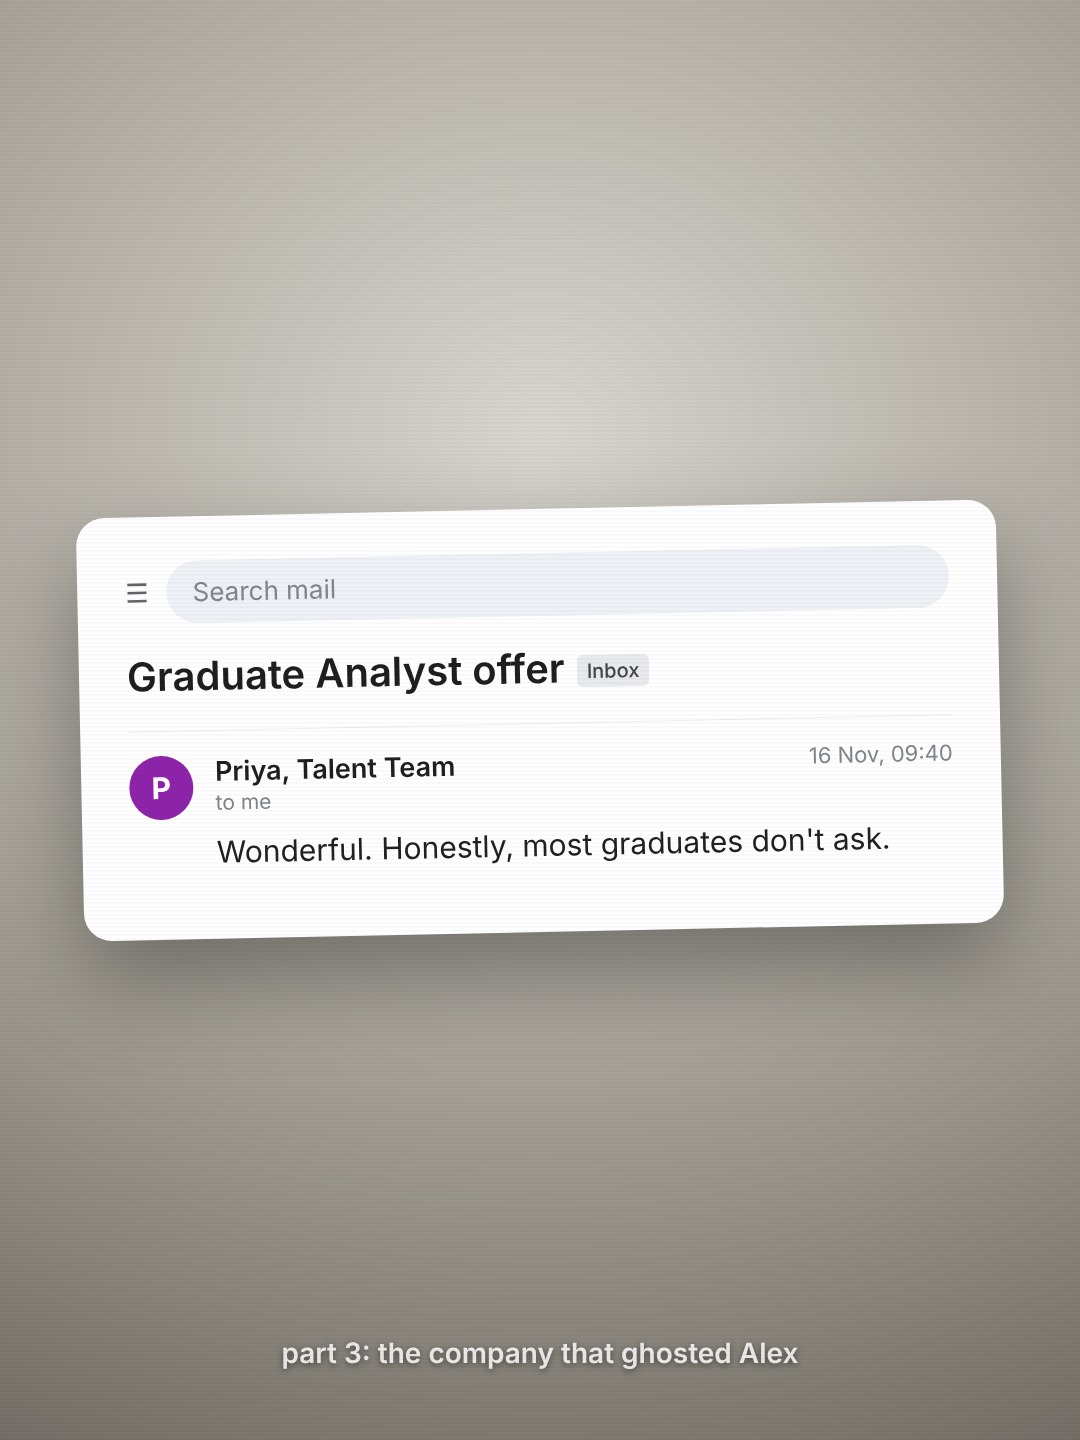 Search mail
Graduate Analyst offer Inbox
Priya, Talent Team 16 Nov, 09:40
to me
P
Wonderful. Honestly, most graduates don't ask.
part 3: the company that ghosted Alex